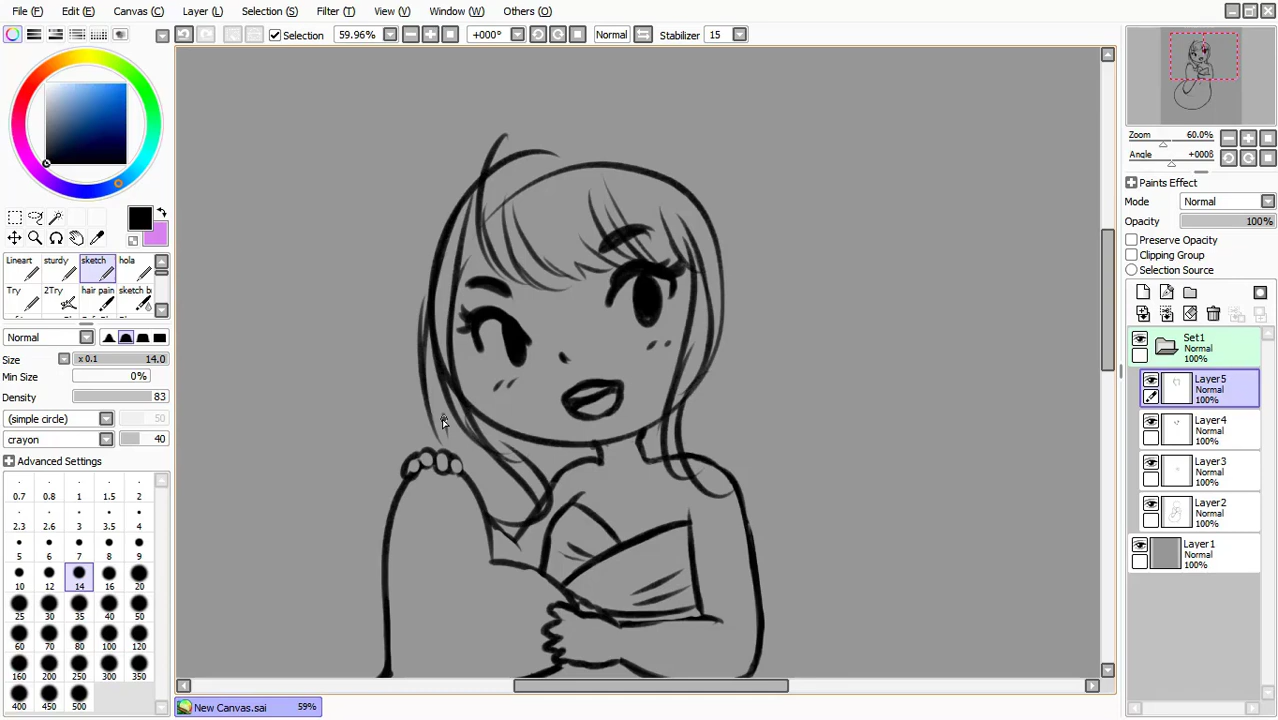 File (F) Edit (E) Canvas (C) Layer (L) Selection (S) Filter (T) View (V) Window (W) Others (O)
Selection 59.96% +000° Normal Stabilizer 15
Zoom 60.0%
Angle +0008
Paints Effect
Mode Normal
Opacity 100%
Preserve Opacity
Clipping Group
Selection Source
Lineart sturdy sketch hola
Try 2Try hair pain sketch b
Normal
Size x 0.1 14.0
Min Size 0%
Density 83
(simple circle) 50
crayon 40
Advanced Settings
0.7 0.8 1 1.5 2
2.3 2.6 3 3.5 4
5 6 7 8 9
10 12 14 16 20
25 30 35 40 50
60 70 80 100 120
160 200 250 300 350
400 450 500
Set1
Normal
100%
Layer5
Normal
100%
Layer4
Normal
100%
Layer3
Normal
100%
Layer2
Normal
100%
Layer1
Normal
100%
New Canvas.sai 59%